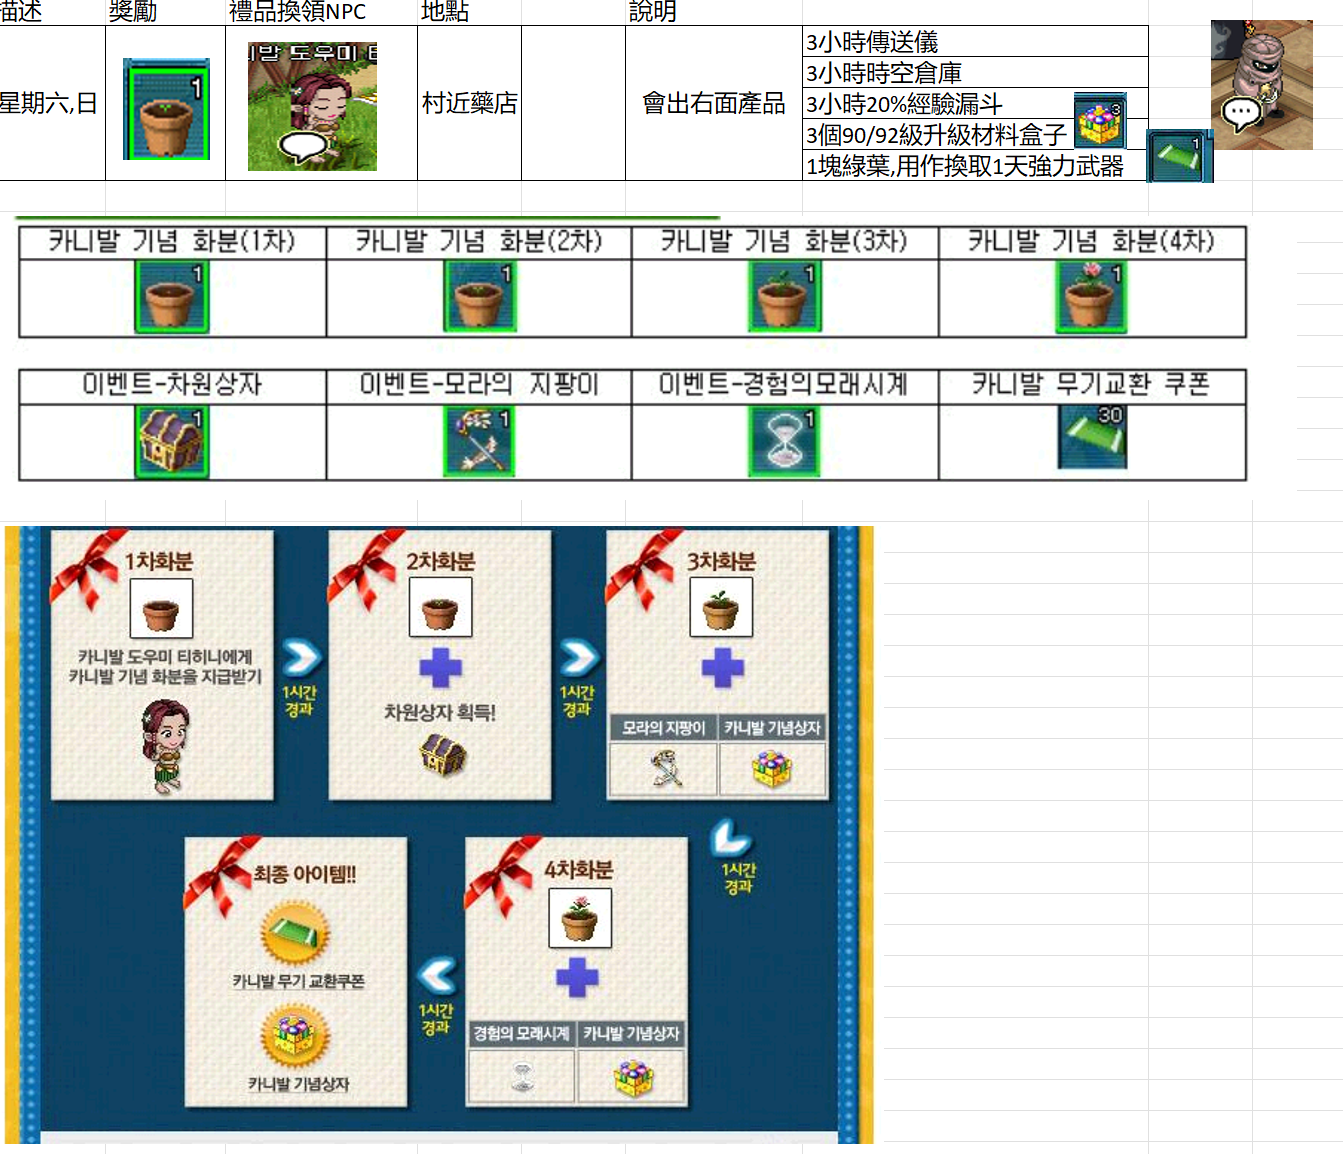 描述 獎勵 禮品換領NPC 地點 說明
星期六,日
1
발 도우미 티
村近藥店
會出右面產品
3小時傳送儀
3小時時空倉庫
3小時20%經驗漏斗
3個90/92級升級材料盒子 3
1塊綠葉,用作換取1天強力武器 1
카니발 기념 화분(1차) 카니발 기념 화분(2차) 카니발 기념 화분(3차) 카니발 기념 화분(4차)
1 1 1 1
이벤트-차원상자 이벤트-모라의 지팡이 이벤트-경험의모래시계 카니발 무기교환 쿠폰
1 1 1 30
1차화분
카니발 도우미 티히니에게
카니발 기념 화분을 지급받기
1시간
경과
2차화분
차원상자 획득!
1시간
경과
3차화분
모라의 지팡이 카니발 기념상자
1시간
경과
4차화분
경험의 모래시계 카니발 기념상자
1시간
경과
최종 아이템!!
카니발 무기 교환쿠폰
카니발 기념상자